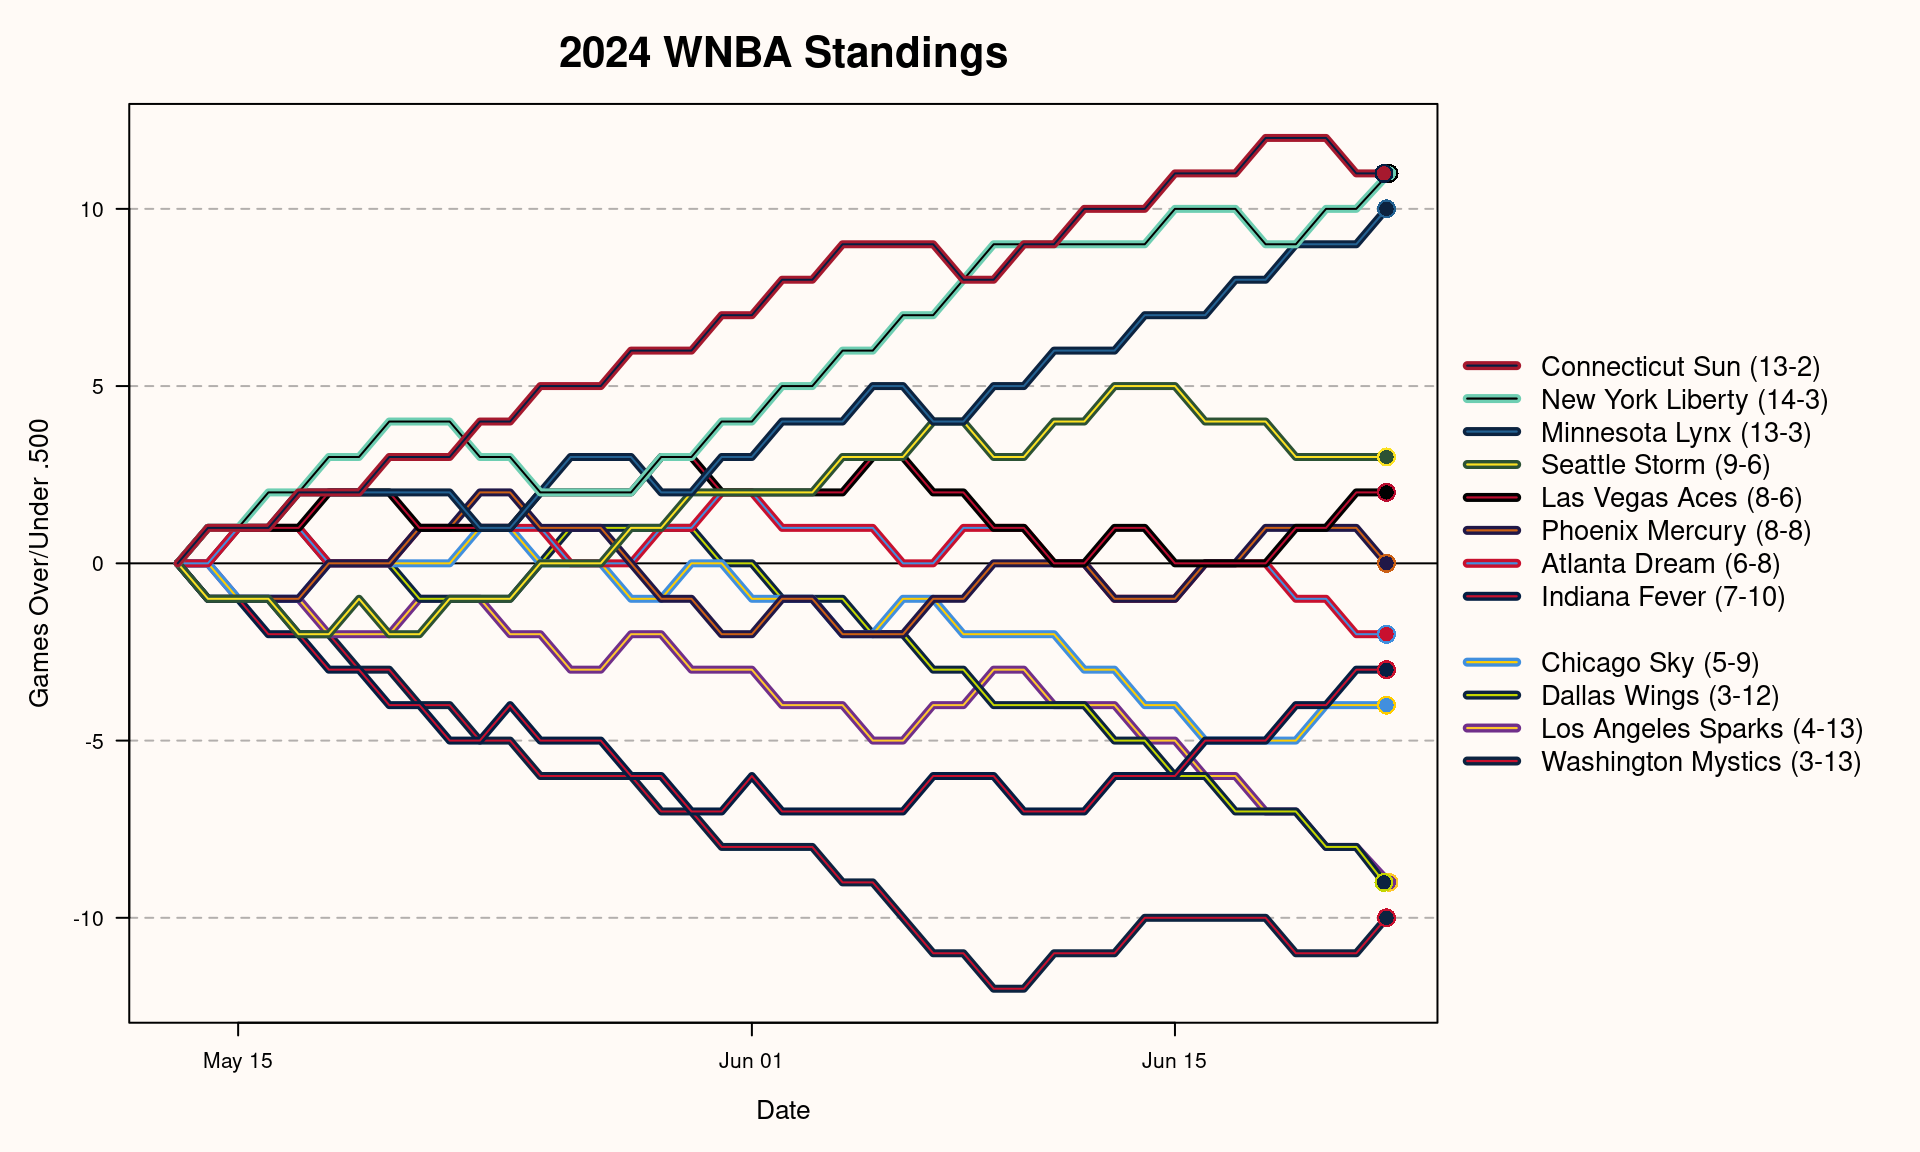 2024 WNBA Standings
Games Over/Under .500
10
5
0
-5
-10
May 15
Jun 01
Jun 15
Date
Connecticut Sun (13-2)
New York Liberty (14-3)
Minnesota Lynx (13-3)
Seattle Storm (9-6)
Las Vegas Aces (8-6)
Phoenix Mercury (8-8)
Atlanta Dream (6-8)
Indiana Fever (7-10)
Chicago Sky (5-9)
Dallas Wings (3-12)
Los Angeles Sparks (4-13)
Washington Mystics (3-13)